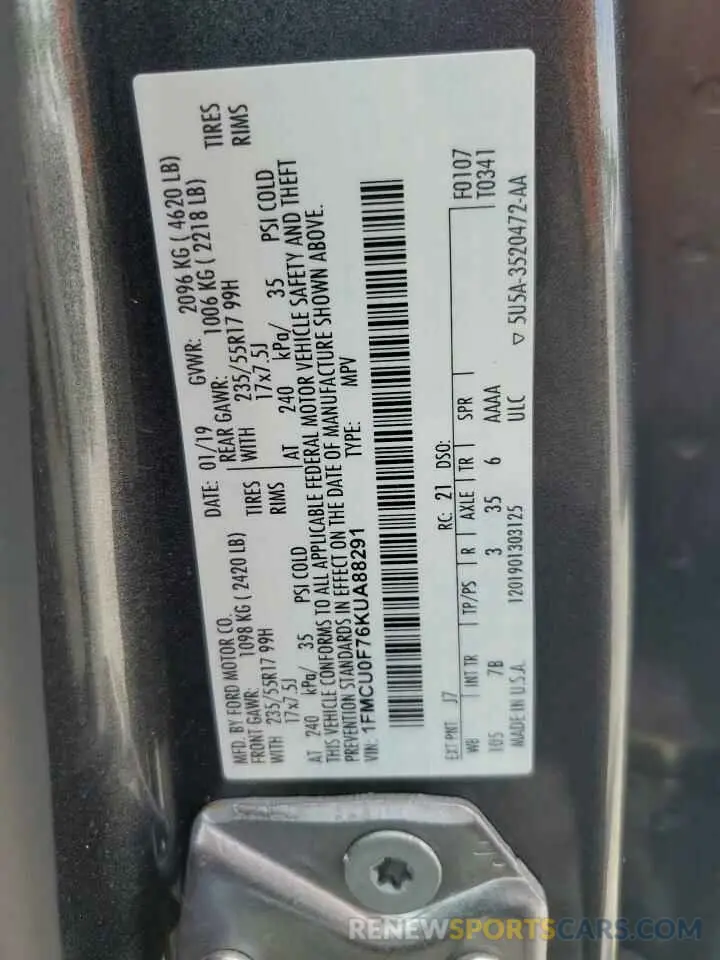 MFD. BY FORD MOTOR CO.
DATE: 01/19 GVWR: 2096 KG ( 4620 LB)
FRONT GAWR: 1098 KG ( 2420 LB) REAR GAWR: 1006 KG ( 2218 LB)
WITH 235/55R17 99H TIRES WITH 235/55R17 99H TIRES
17x7.5J RIMS 17x7.5J RIMS
AT 240 kPa/ 35 PSI COLD AT 240 kPa/ 35 PSI COLD
THIS VEHICLE CONFORMS TO ALL APPLICABLE FEDERAL MOTOR VEHICLE SAFETY AND THEFT
PREVENTION STANDARDS IN EFFECT ON THE DATE OF MANUFACTURE SHOWN ABOVE.
VIN: 1FMCU0F76KUA88291 TYPE: MPV
EXT PNT J7 RC: 21 DSO: F0107
WB INT TR TP/PS R AXLE TR SPR T0341
105 7B 3 35 6 AAAA
MADE IN U.S.A. 1201901303125 ULC ▽ 5U5A-3520472-AA
RENEWSPORTSCARS.COM